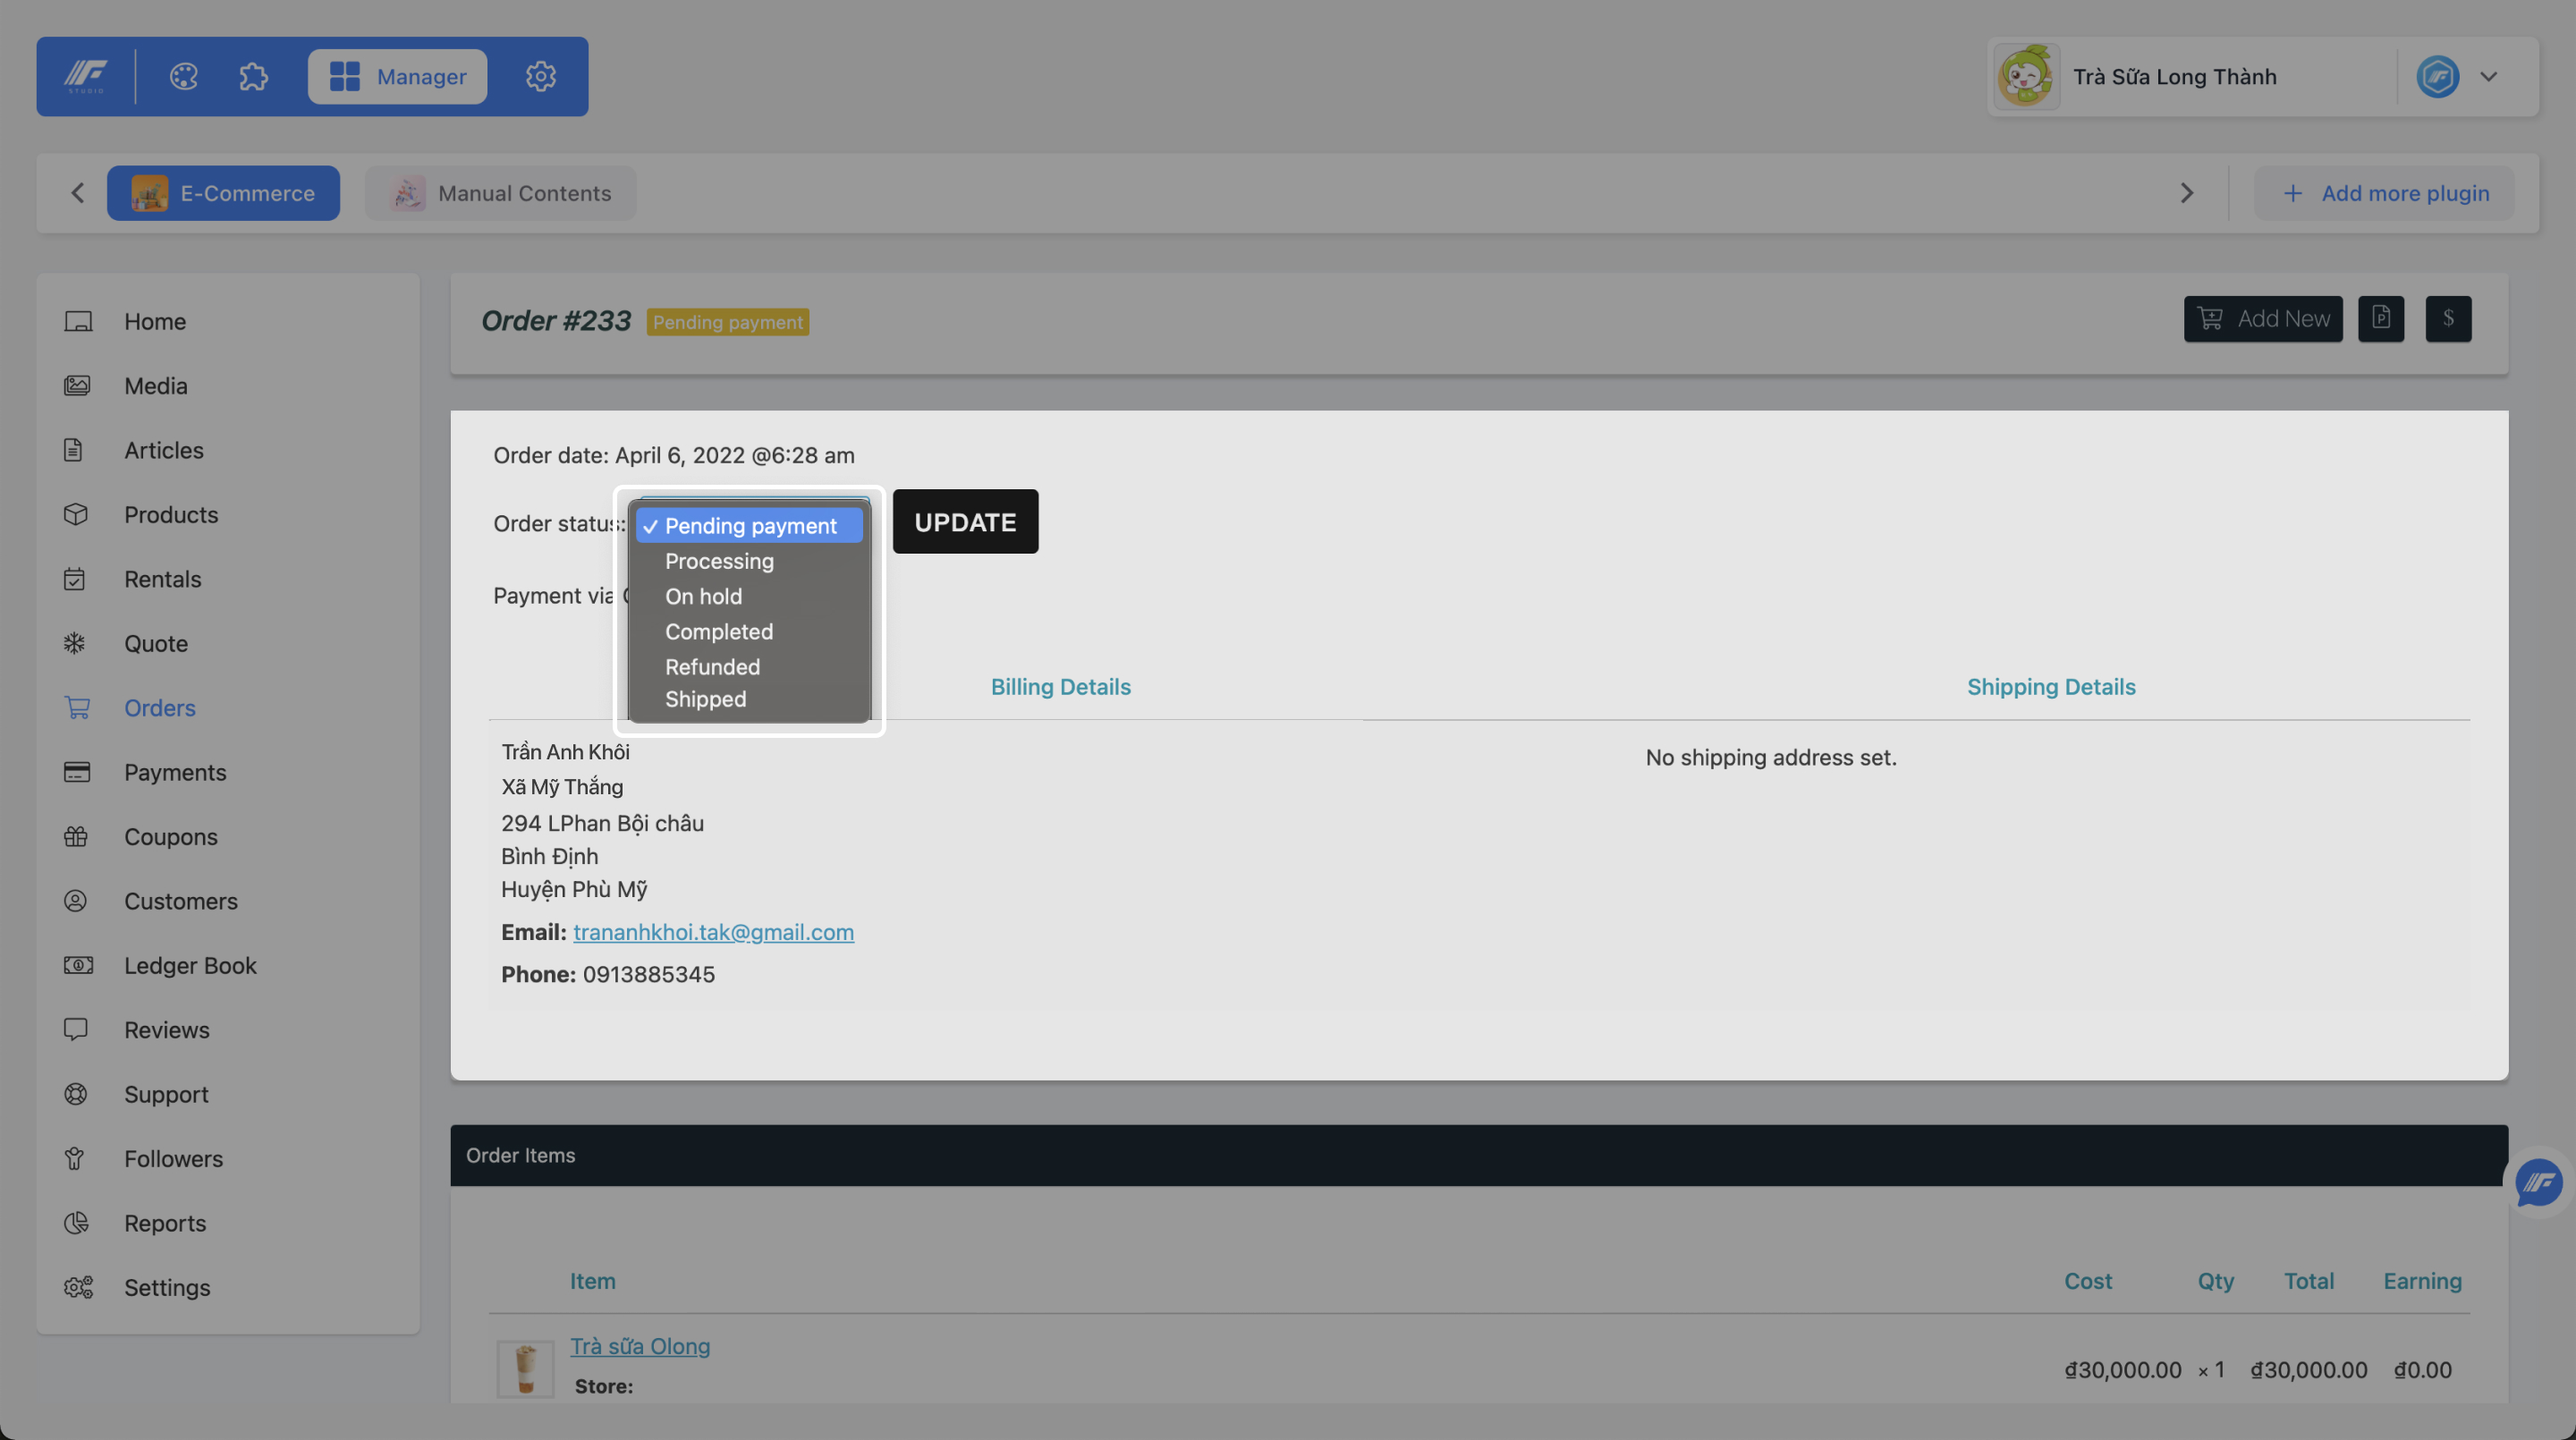 STUDIO
Manager
Trà Sữa Long Thành
E-Commerce
Manual Contents
+ Add more plugin
Home
Media
Articles
Products
Rentals
Quote
Orders
Payments
Coupons
Customers
Ledger Book
Reviews
Support
Followers
Reports
Settings
Order #233 Pending payment
Add New
P
$
Order date: April 6, 2022 @6:28 am
Order status:
✓ Pending payment
Processing
On hold
Completed
Refunded
Shipped
UPDATE
Payment via
Billing Details
Shipping Details
Trần Anh Khôi
Xã Mỹ Thắng
294 LPhan Bội châu
Bình Định
Huyện Phù Mỹ
Email: trananhkhoi.tak@gmail.com
Phone: 0913885345
No shipping address set.
Order Items
Item Cost Qty Total Earning
Trà sữa Olong
Store:
₫30,000.00 × 1 ₫30,000.00 ₫0.00